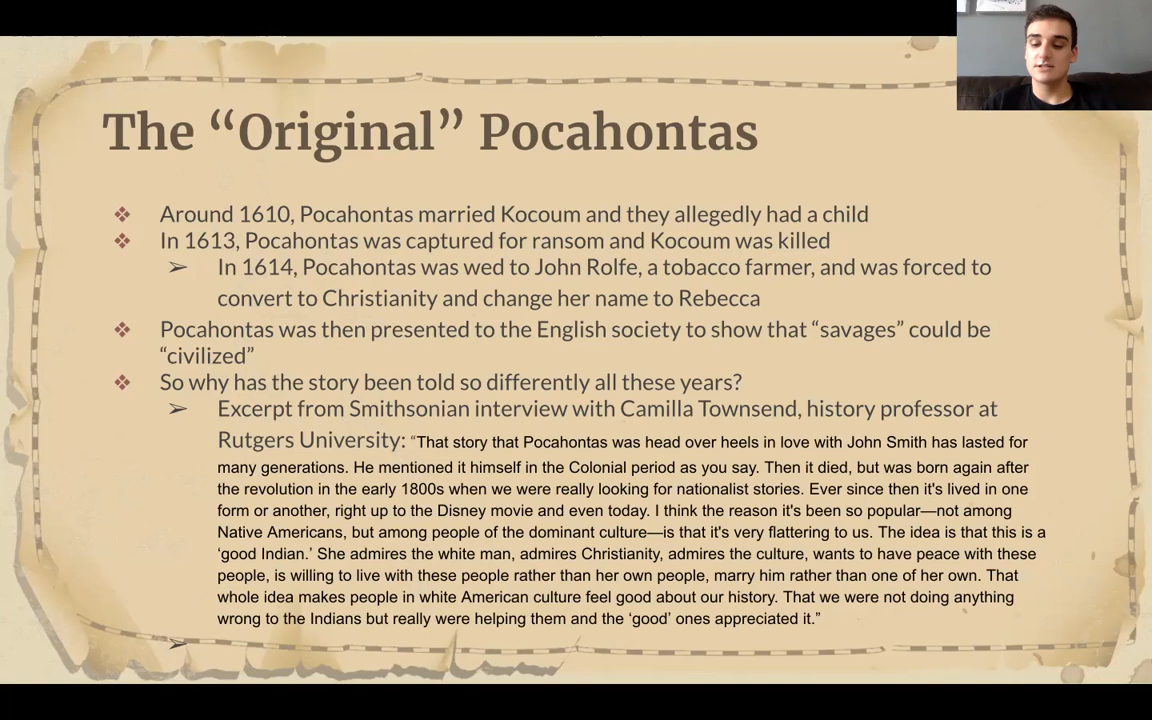 The “Original” Pocahontas
❖ Around 1610, Pocahontas married Kocoum and they allegedly had a child
❖ In 1613, Pocahontas was captured for ransom and Kocoum was killed
➢ In 1614, Pocahontas was wed to John Rolfe, a tobacco farmer, and was forced to
convert to Christianity and change her name to Rebecca
❖ Pocahontas was then presented to the English society to show that “savages” could be
“civilized”
❖ So why has the story been told so differently all these years?
➢ Excerpt from Smithsonian interview with Camilla Townsend, history professor at
Rutgers University: “That story that Pocahontas was head over heels in love with John Smith has lasted for
many generations. He mentioned it himself in the Colonial period as you say. Then it died, but was born again after
the revolution in the early 1800s when we were really looking for nationalist stories. Ever since then it's lived in one
form or another, right up to the Disney movie and even today. I think the reason it's been so popular—not among
Native Americans, but among people of the dominant culture—is that it's very flattering to us. The idea is that this is a
‘good Indian.’ She admires the white man, admires Christianity, admires the culture, wants to have peace with these
people, is willing to live with these people rather than her own people, marry him rather than one of her own. That
whole idea makes people in white American culture feel good about our history. That we were not doing anything
wrong to the Indians but really were helping them and the ‘good’ ones appreciated it.”
➢